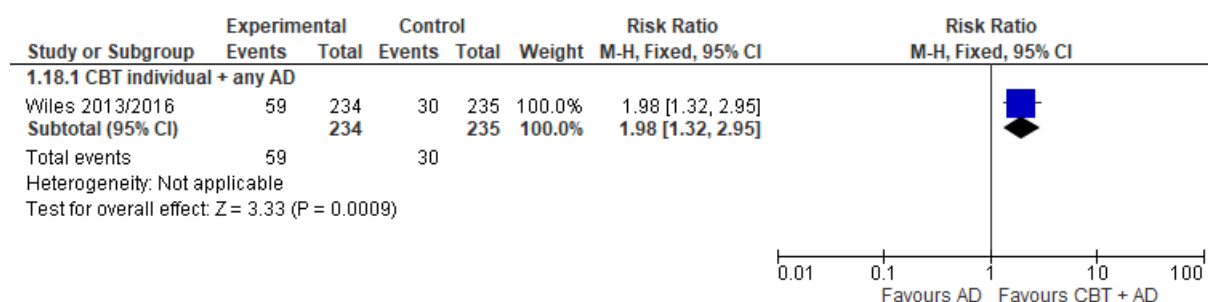 Experimental Control Risk Ratio Risk Ratio
Study or Subgroup Events Total Events Total Weight M-H, Fixed, 95% CI M-H, Fixed, 95% CI
1.18.1 CBT individual + any AD
Wiles 2013/2016 59 234 30 235 100.0% 1.98 [1.32, 2.95]
Subtotal (95% CI) 234 235 100.0% 1.98 [1.32, 2.95]
Total events 59 30
Heterogeneity: Not applicable
Test for overall effect: Z = 3.33 (P = 0.0009)
0.01 0.1 1 10 100
Favours AD Favours CBT + AD